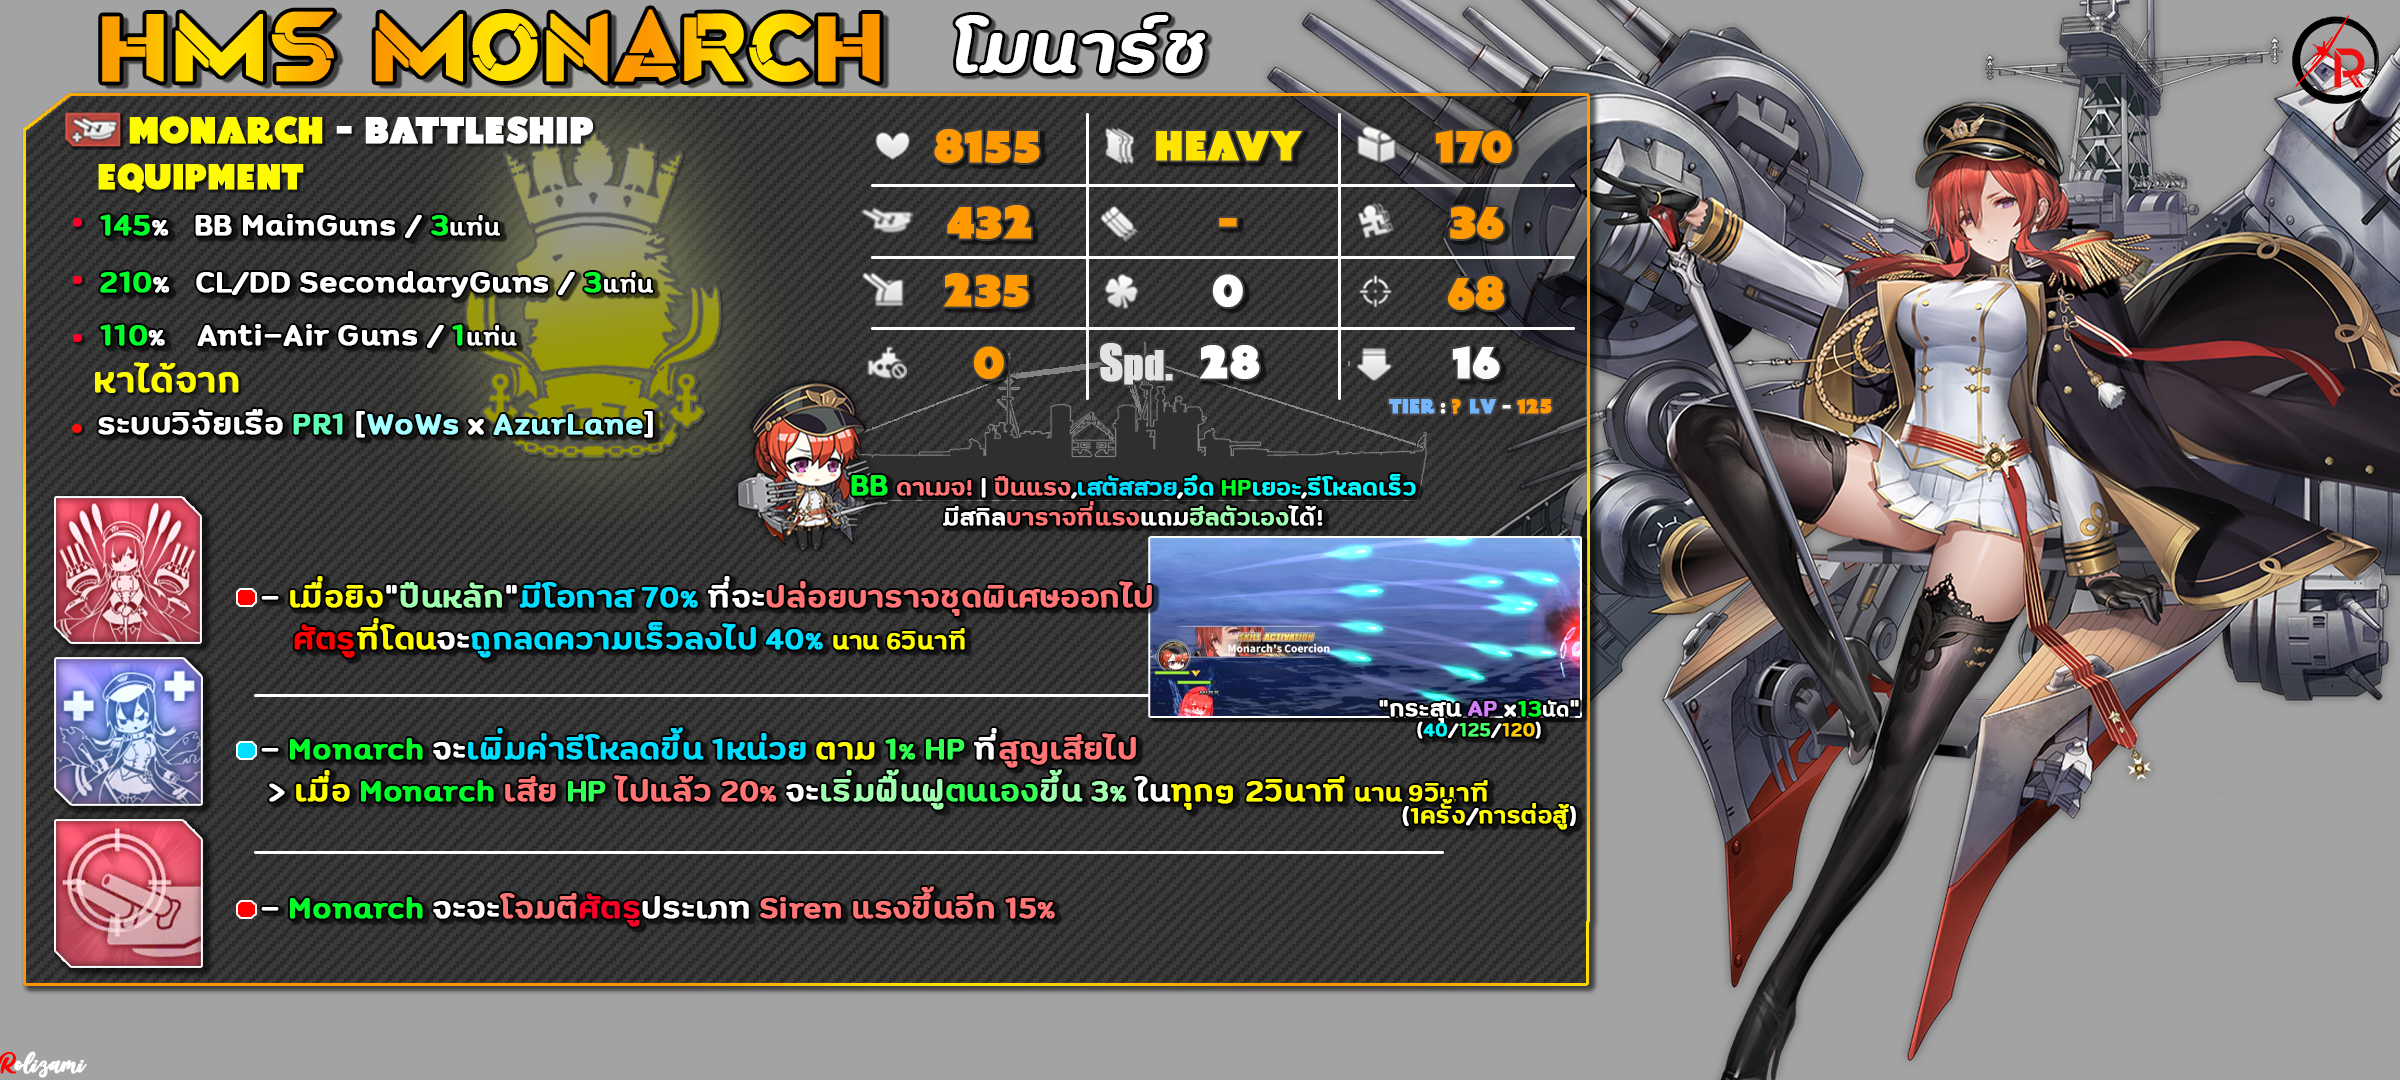 HMS MONARCH โมนาร์ช
MONARCH - BATTLESHIP
EQUIPMENT
145% BB MainGuns / 3แท่น
210% CL/DD SecondaryGuns / 3แท่น
110% Anti-Air Guns / 1แท่น
หาได้จาก
ระบบวิจัยเรือ PR1 [WoWs x AzurLane]
8155 HEAVY 170
432 - 36
235 0 68
0 Spd. 28 16
TIER : ? LV - 125
BB ดาเมจ! | ปืนแรง,เสตัสสวย,อึด HPเยอะ,รีโหลดเร็ว
มีสกิลบาราจที่แรงแถมฮีลตัวเองได้!
- เมื่อยิง"ปืนหลัก"มีโอกาส 70% ที่จะปล่อยบาราจชุดพิเศษออกไป
ศัตรูที่โดนจะถูกลดความเร็วลงไป 40% นาน 6วินาที
SKILL ACTIVATION
Monarch's Coercion
"กระสุน AP x13นัด"
(40/125/120)
- Monarch จะเพิ่มค่ารีโหลดขึ้น 1หน่วย ตาม 1% HP ที่สูญเสียไป
> เมื่อ Monarch เสีย HP ไปแล้ว 20% จะเริ่มฟื้นฟูตนเองขึ้น 3% ในทุกๆ 2วินาที นาน 9วินาที
(1ครั้ง/การต่อสู้)
- Monarch จะจะโจมตีศัตรูประเภท Siren แรงขึ้นอีก 15%
R
Rolizami